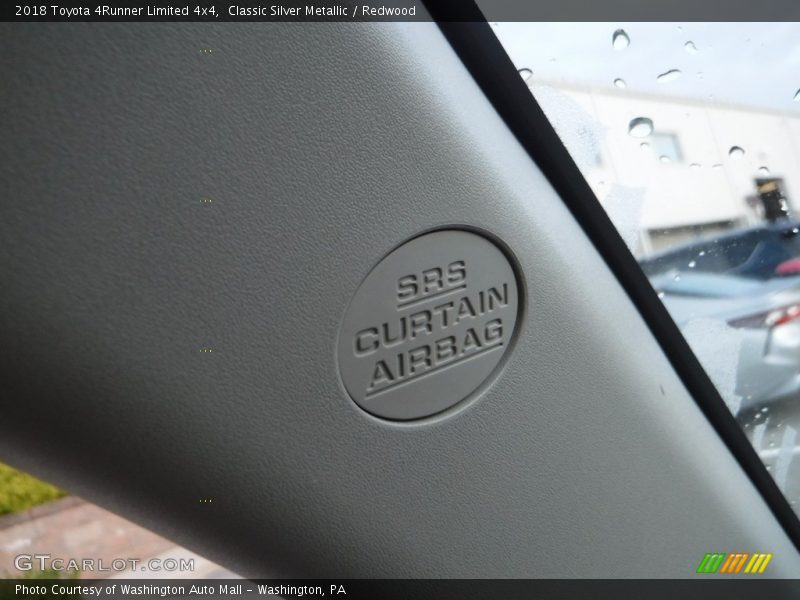 2018 Toyota 4Runner Limited 4x4, Classic Silver Metallic / Redwood
SRS
CURTAIN
AIRBAG
GTCARLOT.COM
Photo Courtesy of Washington Auto Mall - Washington, PA